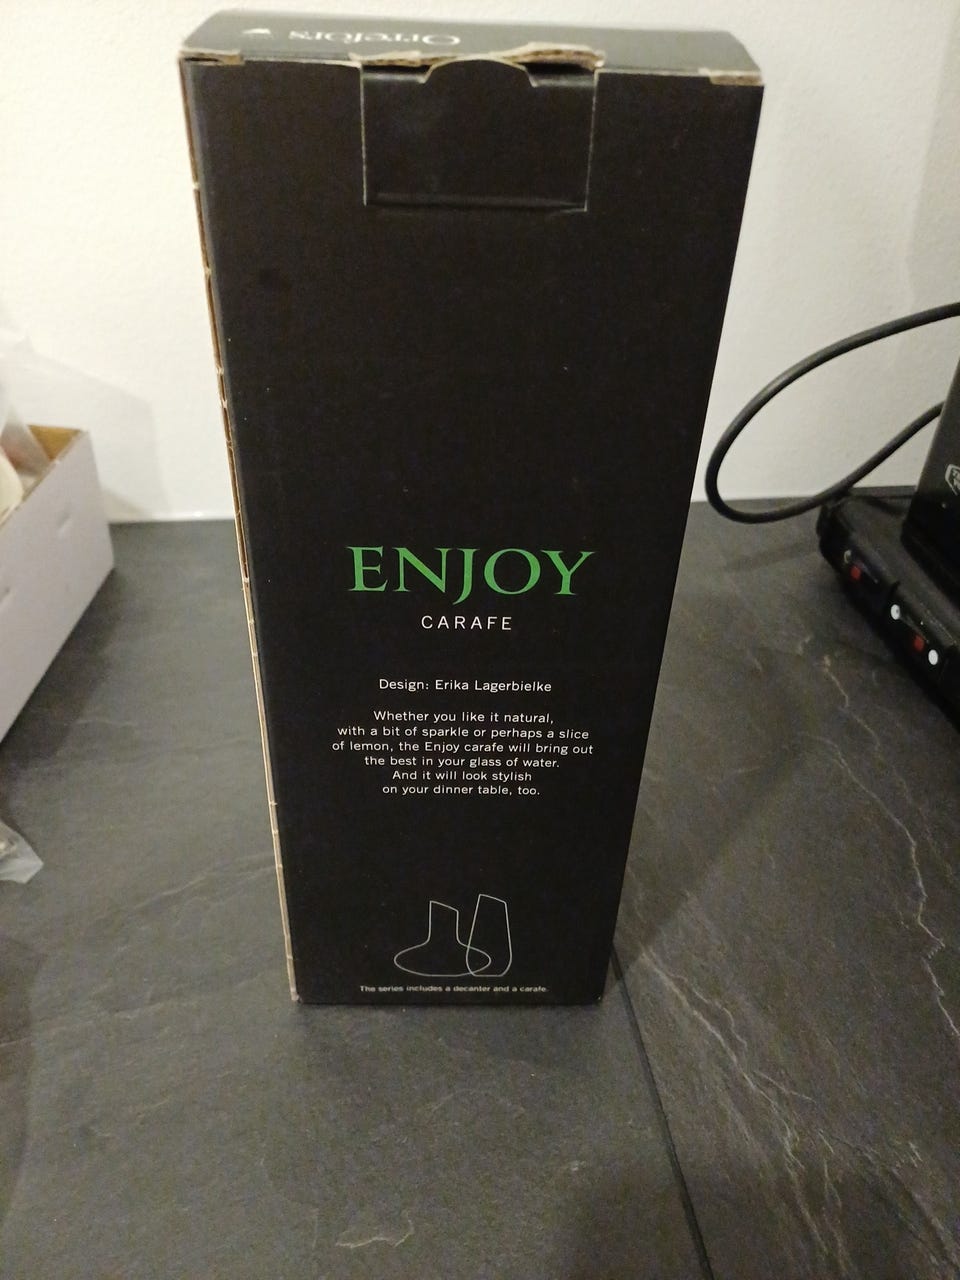 Orrefors
ENJOY
CARAFE
Design: Erika Lagerbielke
Whether you like it natural,
with a bit of sparkle or perhaps a slice
of lemon, the Enjoy carafe will bring out
the best in your glass of water.
And it will look stylish
on your dinner table, too.
The series includes a decanter and a carafe.